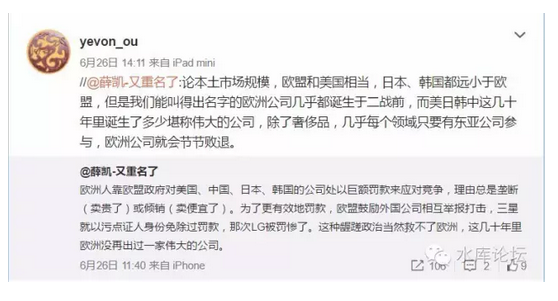 yevon_ou
6月26日 14:11 来自 iPad mini
//@薛凯-又重名了:论本土市场规模，欧盟和美国相当，日本、韩国都远小于欧
盟，但是我们能叫得出名字的欧洲公司几乎都诞生于二战前，而美日韩中这几十
年里诞生了多少堪称伟大的公司，除了奢侈品，几乎每个领域只要有东亚公司参
与，欧洲公司就会节节败退。
@薛凯-又重名了
欧洲人靠欧盟政府对美国、中国、日本、韩国的公司处以巨额罚款来应对竞争，理由总是垄断
（卖贵了）或倾销（卖便宜了）。为了更有效地罚款，欧盟鼓励外国公司相互举报打击，三星
就以污点证人身份免除过罚款，那次LG被罚惨了。这种龌蹉政治当然救不了欧洲，这几十年里
欧洲没再出过一家伟大的公司。
6月26日 11:40 来自 iPhone
106 2 9
水库论坛